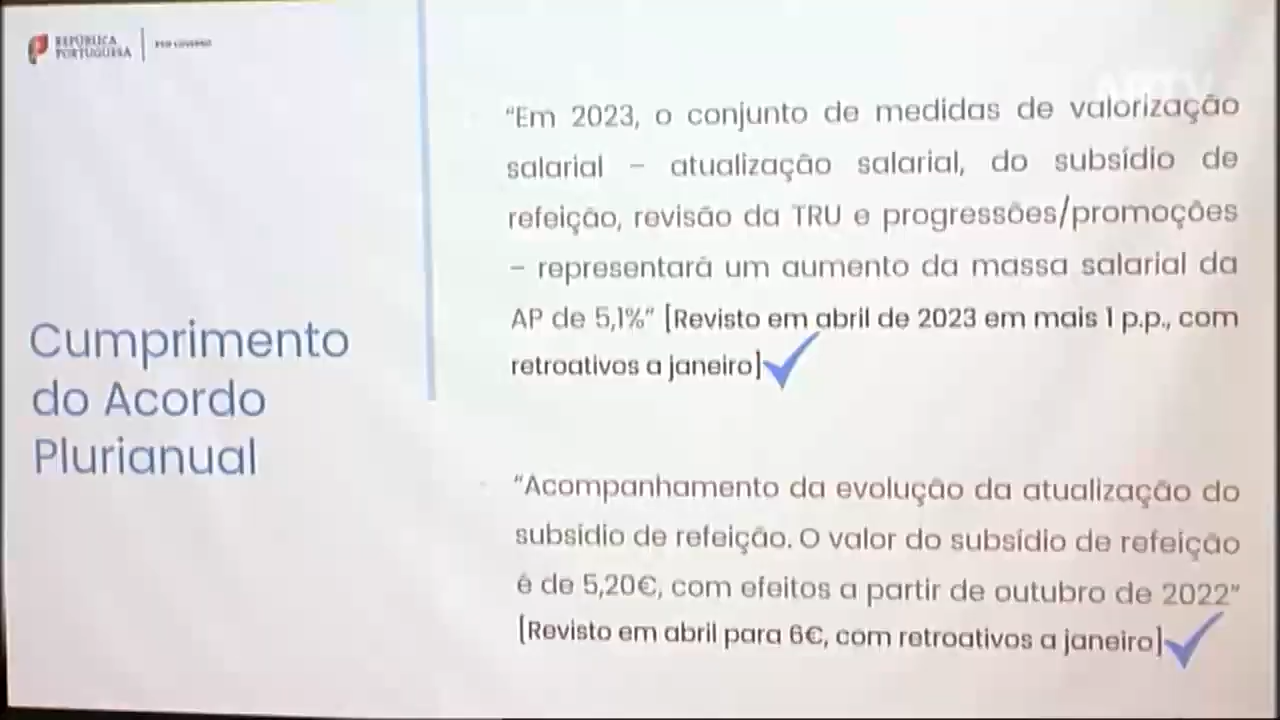 REPÚBLICA
PORTUGUESA
XXIII GOVERNO
"Em 2023, o conjunto de medidas de valorização
salarial – atualização salarial, do subsídio de
refeição, revisão da TRU e progressões/promoções
– representará um aumento da massa salarial da
AP de 5,1%" [Revisto em abril de 2023 em mais 1 p.p., com
retroativos a janeiro]
Cumprimento
do Acordo
Plurianual
"Acompanhamento da evolução da atualização do
subsídio de refeição. O valor do subsídio de refeição
é de 5,20€, com efeitos a partir de outubro de 2022"
[Revisto em abril para 6€, com retroativos a janeiro]